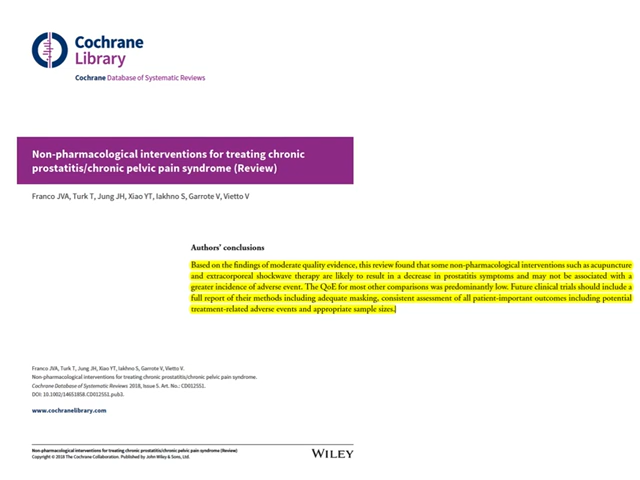 Cochrane
Library
Cochrane Database of Systematic Reviews
Non-pharmacological interventions for treating chronic
prostatitis/chronic pelvic pain syndrome (Review)
Franco JVA, Turk T, Jung JH, Xiao YT, Iakhno S, Garrote V, Vietto V
Authors' conclusions
Based on the findings of moderate quality evidence, this review found that some non-pharmacological interventions such as acupuncture
and extracorporeal shockwave therapy are likely to result in a decrease in prostatitis symptoms and may not be associated with a
greater incidence of adverse event. The QoE for most other comparisons was predominantly low. Future clinical trials should include a
full report of their methods including adequate masking, consistent assessment of all patient-important outcomes including potential
treatment-related adverse events and appropriate sample sizes.
Franco JVA, Turk T, Jung JH, Xiao YT, Iakhno S, Garrote V, Vietto V.
Non-pharmacological interventions for treating chronic prostatitis/chronic pelvic pain syndrome.
Cochrane Database of Systematic Reviews 2018, Issue 5. Art. No.: CD012551.
DOI: 10.1002/14651858.CD012551.pub3.
www.cochranelibrary.com
Non-pharmacological interventions for treating chronic prostatitis/chronic pelvic pain syndrome (Review)
Copyright © 2018 The Cochrane Collaboration. Published by John Wiley & Sons, Ltd.
WILEY